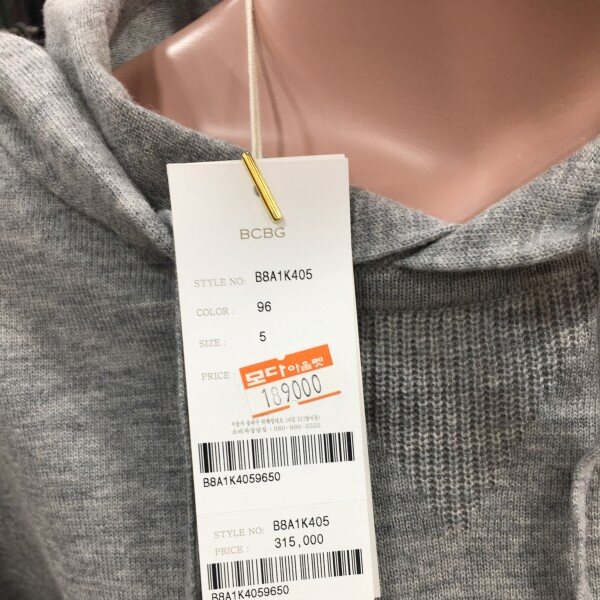 BCBG
STYLE NO: B8A1K405
COLOR : 96
SIZE : 5
PRICE :
모다아울렛
189000
B8A1K4059650
STYLE NO: B8A1K405
PRICE : 315,000
B8A1K4059650